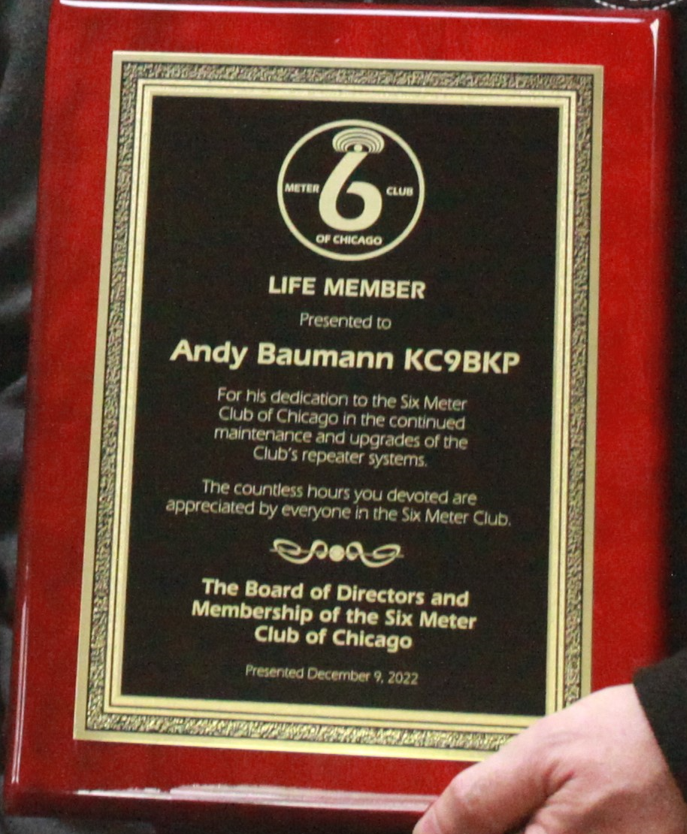 6
METER CLUB
OF CHICAGO
LIFE MEMBER
Presented to
Andy Baumann KC9BKP
For his dedication to the Six Meter
Club of Chicago in the continued
maintenance and upgrades of the
Club's repeater systems.
The countless hours you devoted are
appreciated by everyone in the Six Meter Club.
The Board of Directors and
Membership of the Six Meter
Club of Chicago
Presented December 9, 2022